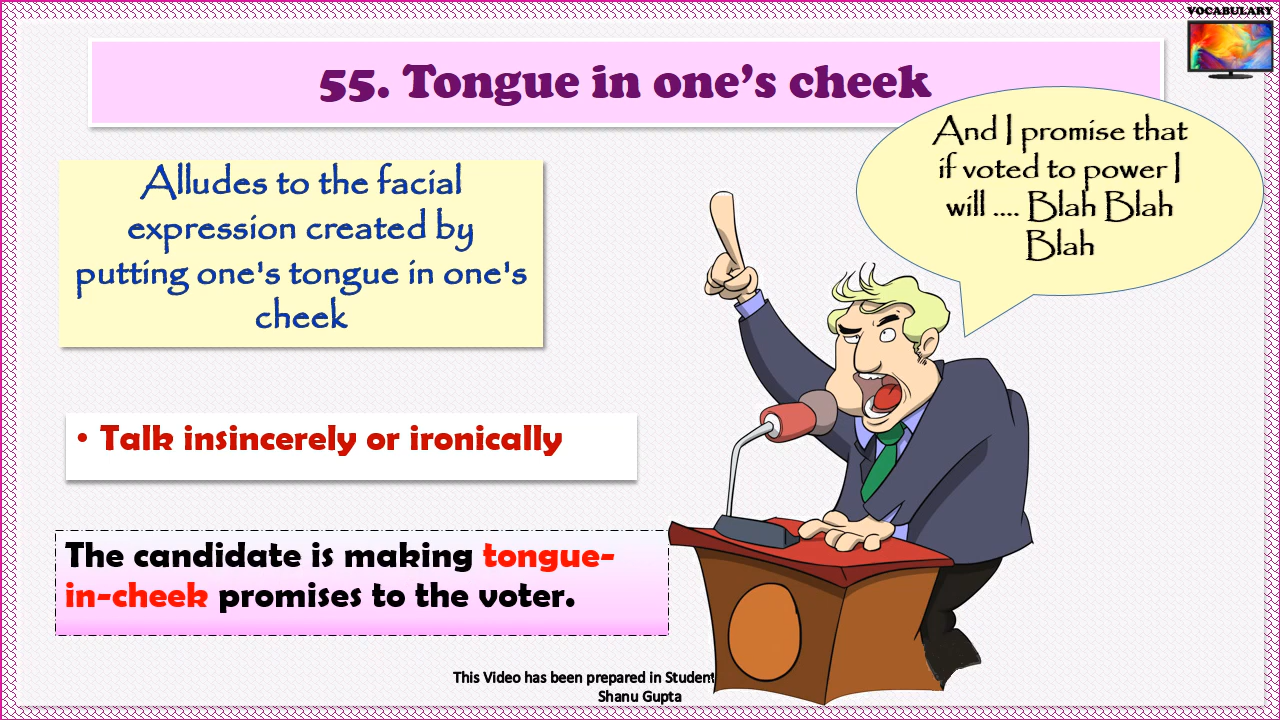 VOCABULARY
55. Tongue in one’s cheek
And I promise that
if voted to power I
will .... Blah Blah
Blah
Alludes to the facial
expression created by
putting one's tongue in one's
cheek
• Talk insincerely or ironically
The candidate is making tongue-
in-cheek promises to the voter.
This Video has been prepared in Student
Shanu Gupta